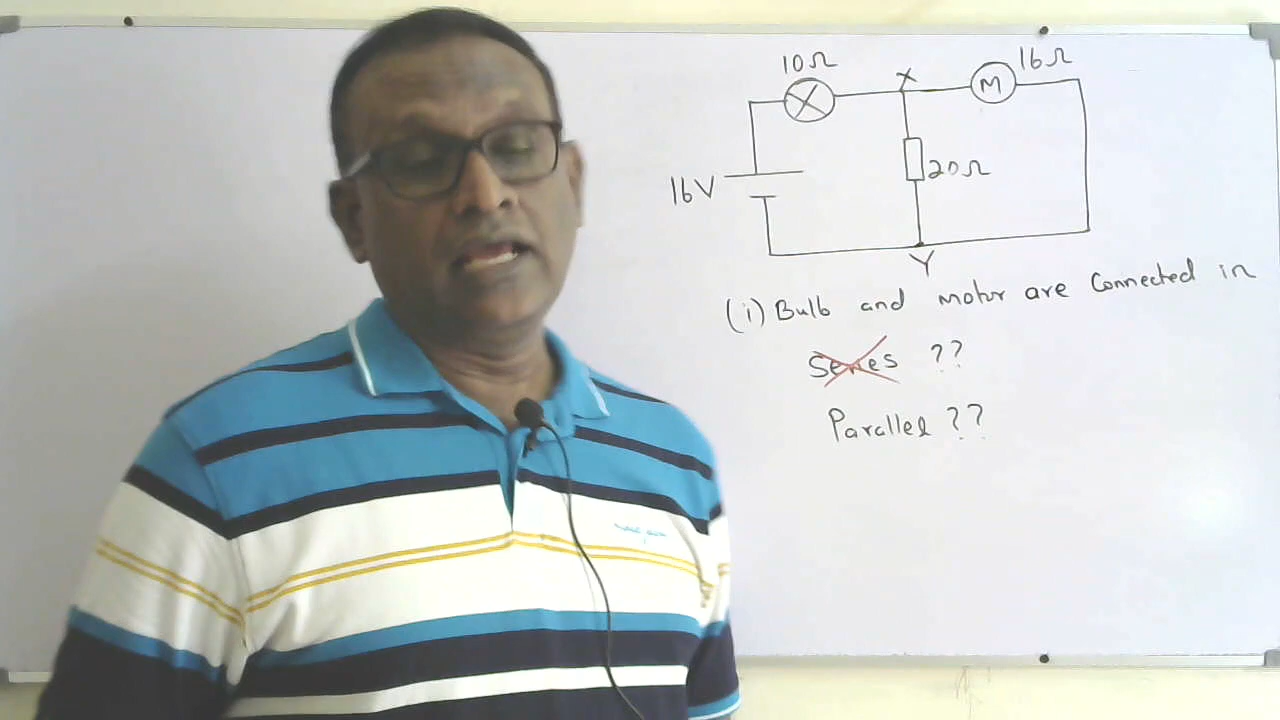 10Ω
X
M
16Ω
16V
20Ω
Y
(i) Bulb and motor are connected in
Series ??
Parallel ??